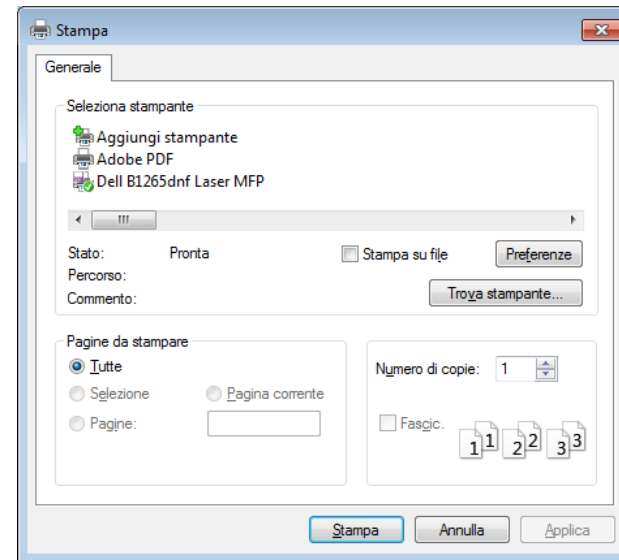 Stampa
Generale
Seleziona stampante
Aggiungi stampante
Adobe PDF
Dell B1265dnf Laser MFP
Stato: Pronta
Stampa su file
Preferenze
Percorso:
Commento:
Trova stampante...
Pagine da stampare
Tutte
Selezione
Pagina corrente
Pagine:
Numero di copie: 1
Fascic.
1 1 2 2 3 3
Stampa
Annulla
Applica